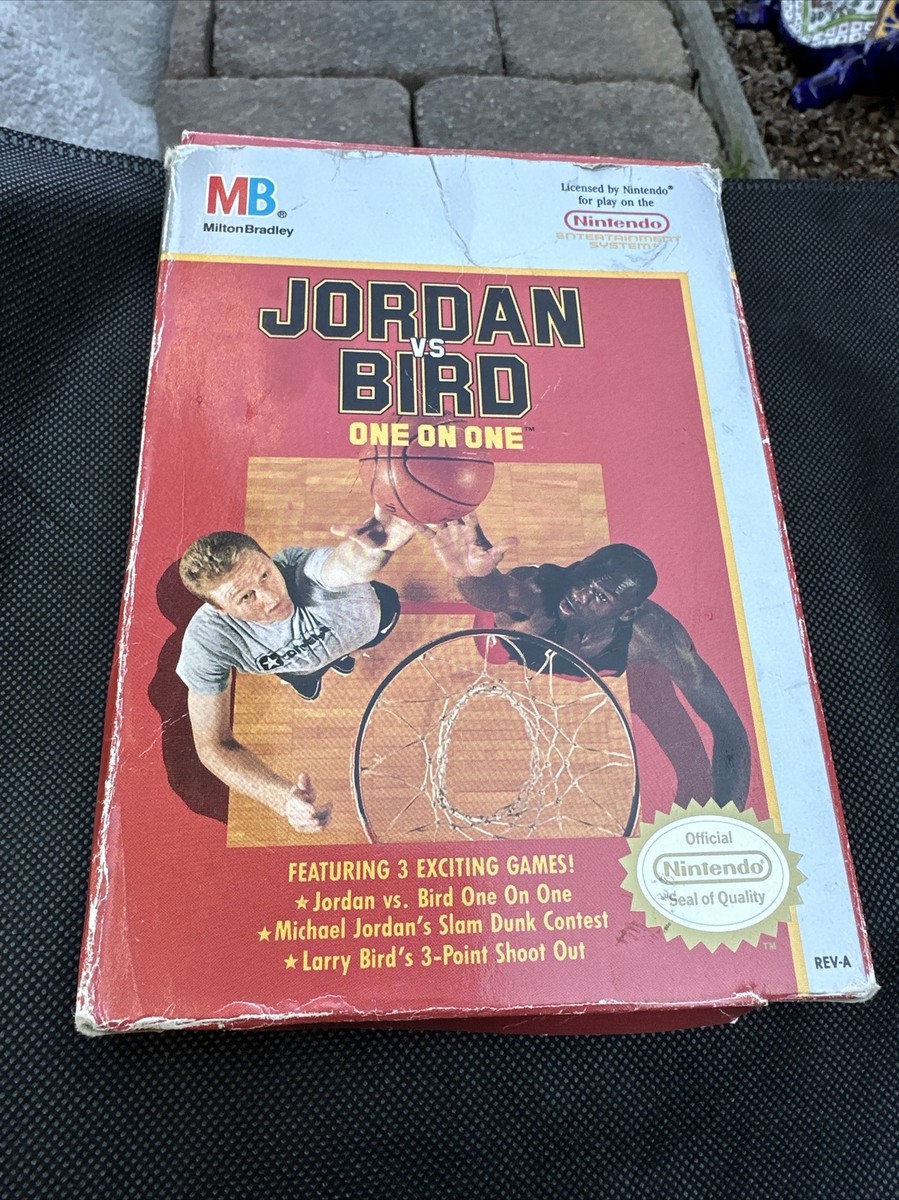 MB®
MiltonBradley
Licensed by Nintendo®
for play on the
Nintendo
ENTERTAINMENT
SYSTEM
JORDAN
VS
BIRD
ONE ON ONE™
FEATURING 3 EXCITING GAMES!
★Jordan vs. Bird One On One
★Michael Jordan's Slam Dunk Contest
★Larry Bird's 3-Point Shoot Out
Official
Nintendo®
Seal of Quality
TM
REV-A